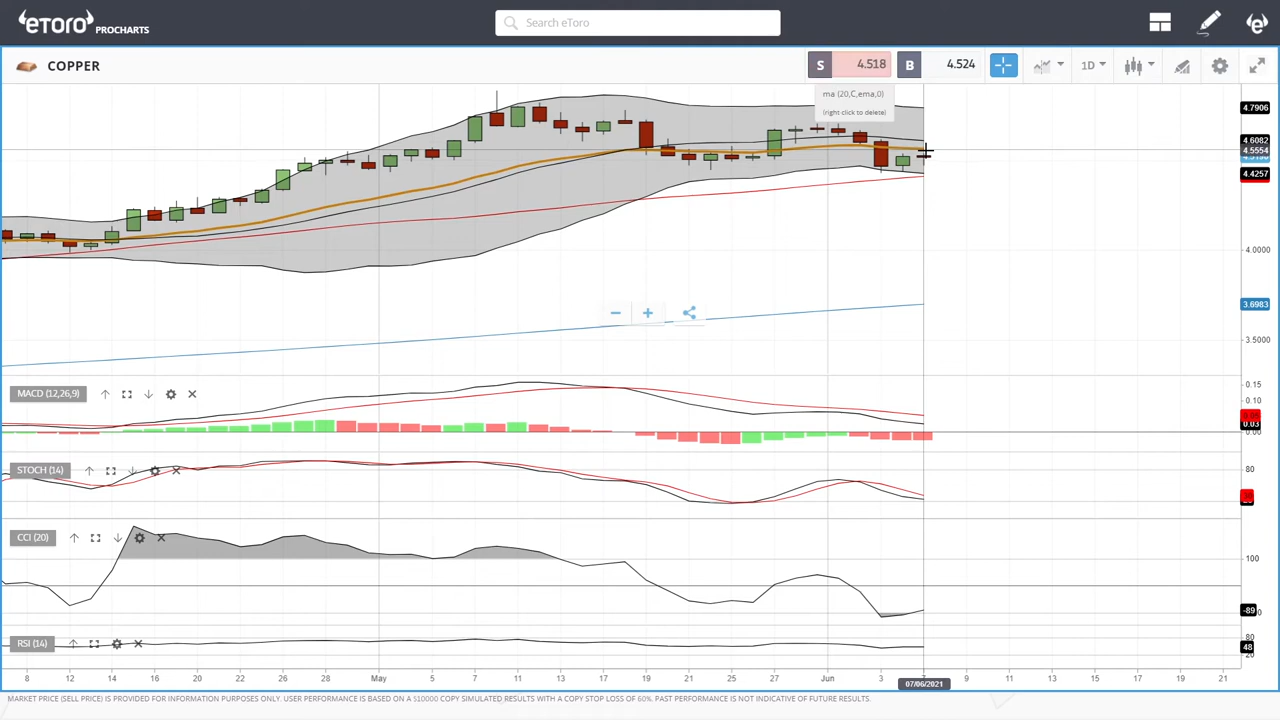 eToro PROCHARTS
Search eToro
COPPER
S 4.518 B 4.524
1D
ma (20,C,ema,0)
(right click to delete)
4.7906
4.6082
4.5554
4.4257
4.0000
3.6983
3.5000
MACD (12,26,9)
0.15
0.10
0.03
STOCH (14)
80
CCI (20)
100
-89
RSI (14)
80
48
20
8 10 12 14 16 18 20 22 24 26 28 May 5 7 9 11 13 15 17 19 21 23 25 27 Jun 3 9 11 13 15 17 19 21
07/06/2021
MARKET PRICE (SELL PRICE) IS PROVIDED FOR INFORMATION PURPOSES ONLY. USER PERFORMANCE IS BASED ON A $10000 COPY SIMULATED RESULTS WITH A COPY STOP LOSS OF 60%. PAST PERFORMANCE IS NOT INDICATIVE OF FUTURE RESULTS.